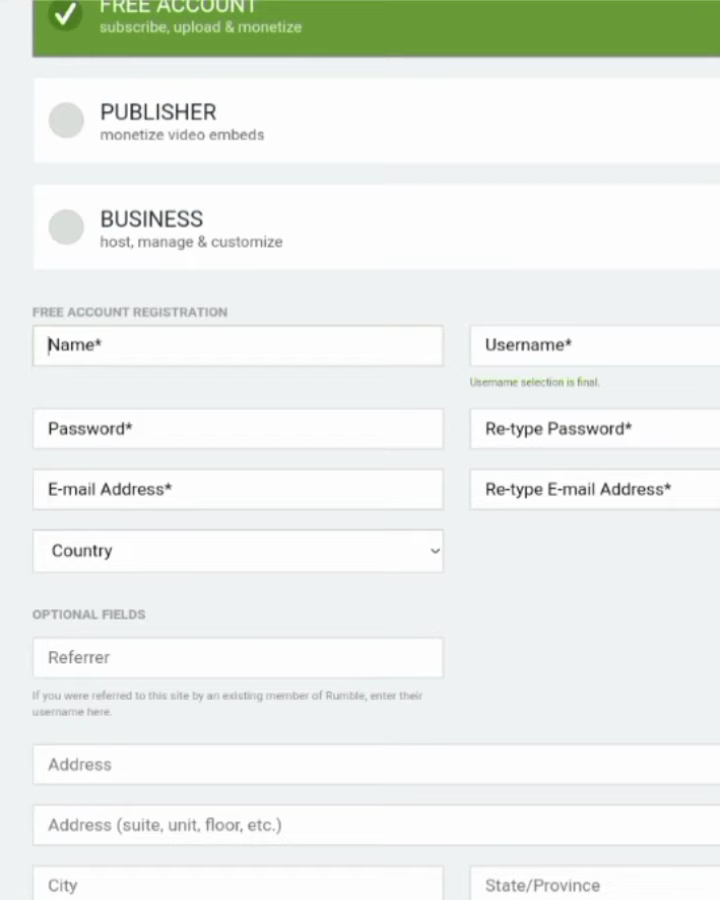 FREE ACCOUNT
subscribe, upload & monetize
PUBLISHER
monetize video embeds
BUSINESS
host, manage & customize
FREE ACCOUNT REGISTRATION
Name*
Username*
Username selection is final.
Password*
Re-type Password*
E-mail Address*
Re-type E-mail Address*
Country
OPTIONAL FIELDS
Referrer
If you were referred to this site by an existing member of Rumble, enter their
username here.
Address
Address (suite, unit, floor, etc.)
City
State/Province